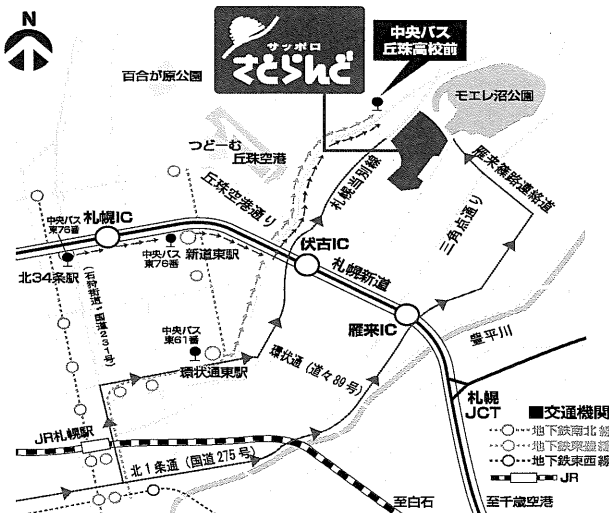 N
サッポロ
さとらんど
中央バス
丘珠高校前
百合が原公園
モエレ沼公園
つどーむ
丘珠空港
丘珠空港通り
札幌当別線
雁来篠路連絡道
三角点通り
中央バス
東76番
札幌IC
北34条駅
中央バス
東76番
新道東駅
伏古IC
札幌新道
雁来IC
(石狩街道・国道231号)
中央バス
東61番
環状通東駅
環状通(道々89号)
豊平川
札幌
JCT
JR札幌駅
北1条通(国道275号)
至白石
至千歳空港
■交通機関
地下鉄南北線
地下鉄東豊線
地下鉄東西線
JR